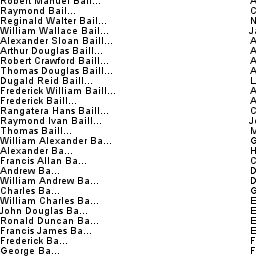 Robert Manuel Bail...
Raymond Bail... C
Reginald Walter Bail... N
William Wallace Bail... Ja
Alexander Sloan Baill... A
Arthur Douglas Baill... A
Robert Crawford Baill... A
Thomas Douglas Baill... A
Dugald Reid Baill... L
Frederick William Baill... A
Frederick Baill... A
Rangatera Hans Baill... C
Raymond Ivan Baill...
Thomas Baill... M
William Alexander Ba... G
Alexander Ba... H
Francis Allan Ba... C
Andrew Ba... D
William Andrew Ba... D
Charles Ba... G
William Charles Ba... E
John Douglas Ba... E
Ronald Duncan Ba... E
Francis James Ba... E
Frederick Ba... F
George Ba... F